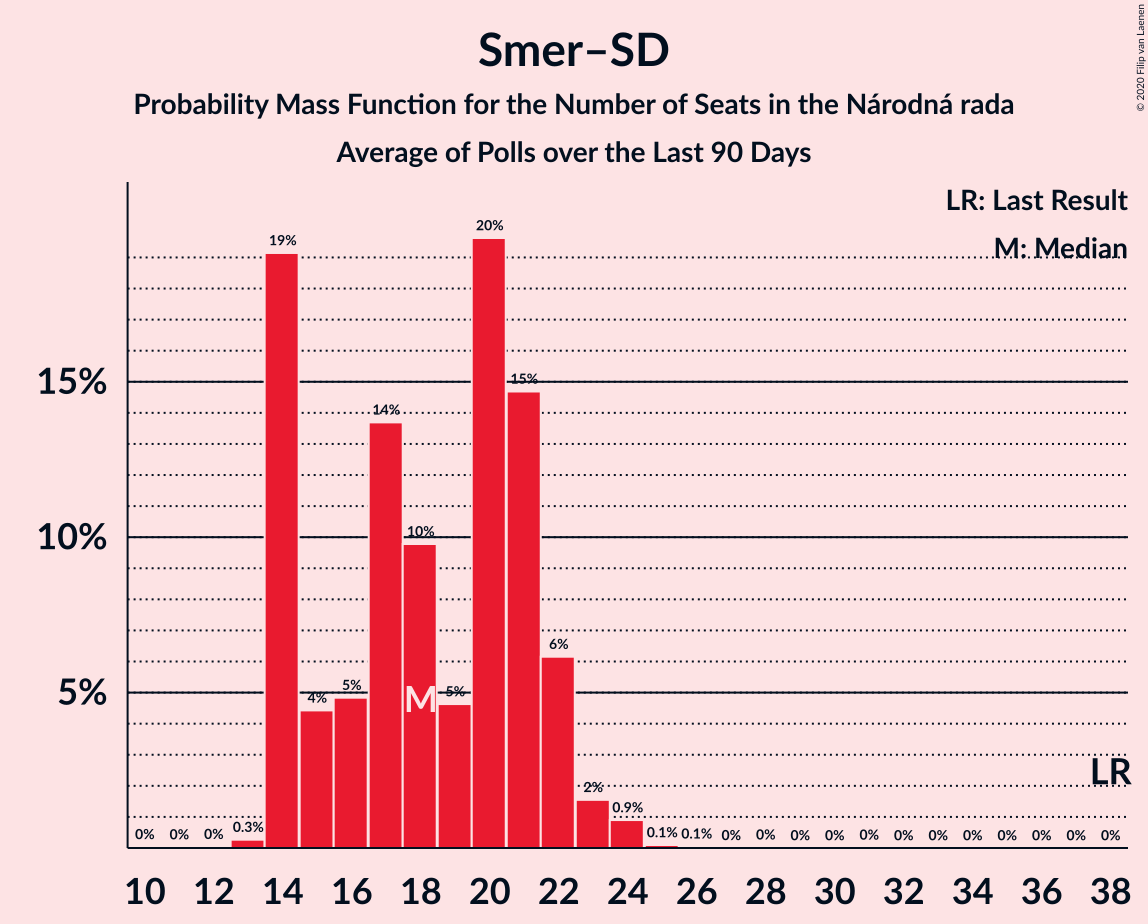 Smer–SD
Probability Mass Function for the Number of Seats in the Národná rada
Average of Polls over the Last 90 Days
© 2020 Filip van Laenen
LR: Last Result
M: Median
15%
10%
5%
0% 0% 0% 0.3% 19% 4% 5% 14% 10% 5% 20% 15% 6% 2% 0.9% 0.1% 0.1% 0% 0% 0% 0% 0% 0% 0% 0% 0% 0% 0% 0%
M
LR
10 12 14 16 18 20 22 24 26 28 30 32 34 36 38